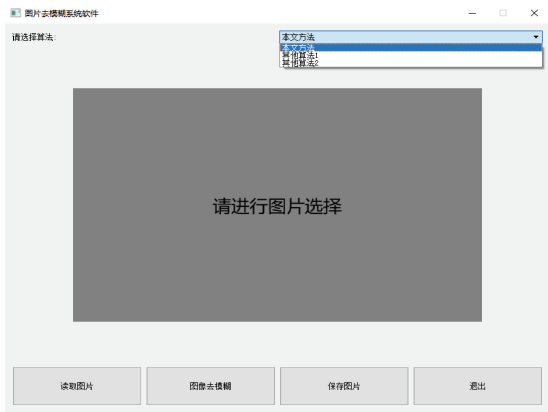 图片去模糊系统软件
请选择算法:
本文方法
本文方法
其他算法1
其他算法2
请进行图片选择
读取图片
图像去模糊
保存图片
退出